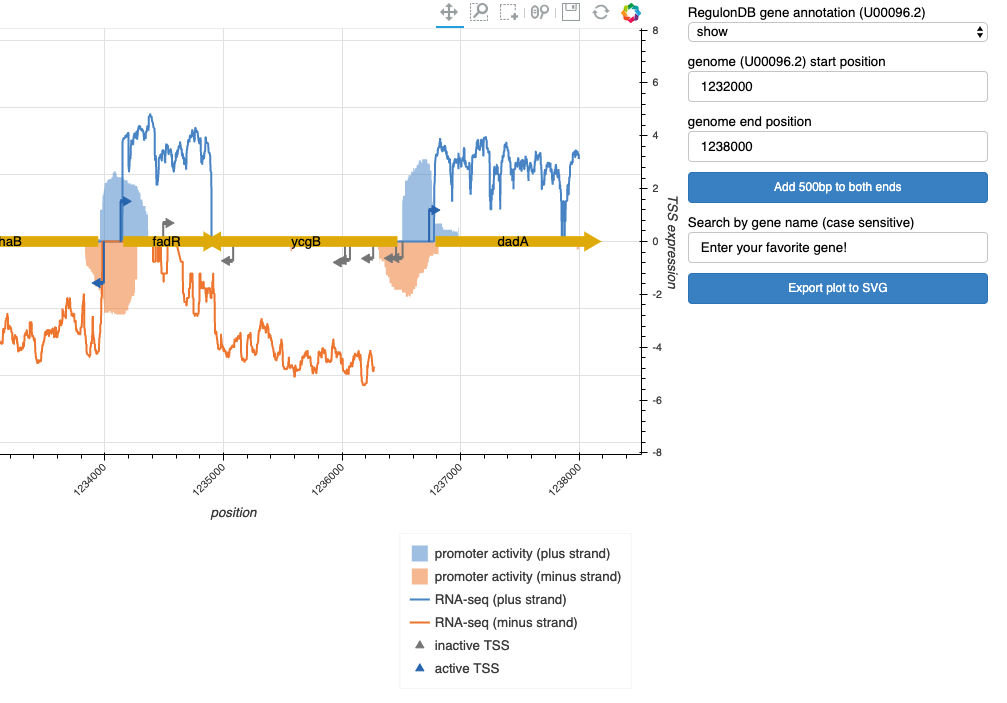 RegulonDB gene annotation (U00096.2)
show
genome (U00096.2) start position
1232000
genome end position
1238000
Add 500bp to both ends
Search by gene name (case sensitive)
Enter your favorite gene!
Export plot to SVG
8
6
4
2
0
-2
-4
-6
-8
TSS expression
haB
fadR
ycgB
dadA
1234000
1235000
1236000
1237000
1238000
position
promoter activity (plus strand)
promoter activity (minus strand)
RNA-seq (plus strand)
RNA-seq (minus strand)
inactive TSS
active TSS